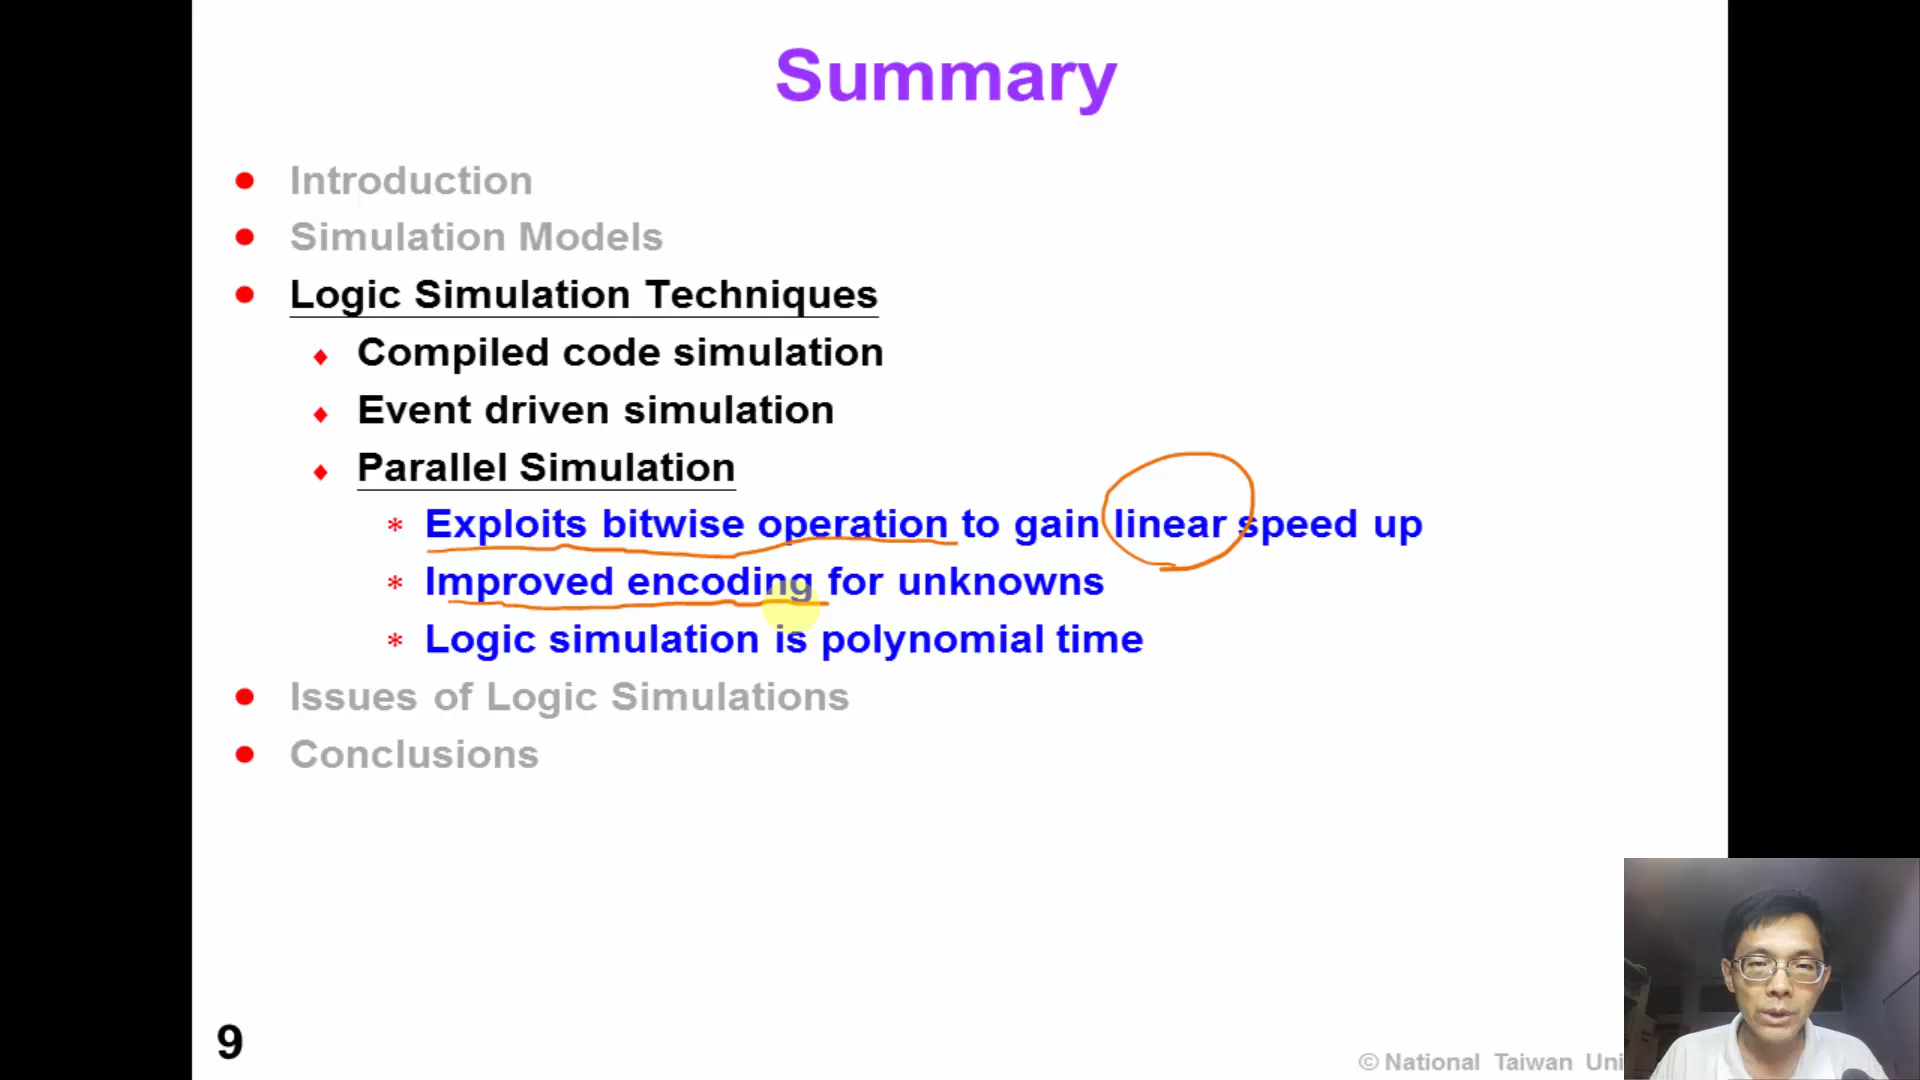 Summary
Introduction
Simulation Models
Logic Simulation Techniques
Compiled code simulation
Event driven simulation
Parallel Simulation
* Exploits bitwise operation to gain linear speed up
* Improved encoding for unknowns
* Logic simulation is polynomial time
Issues of Logic Simulations
Conclusions
9
© National Taiwan Uni